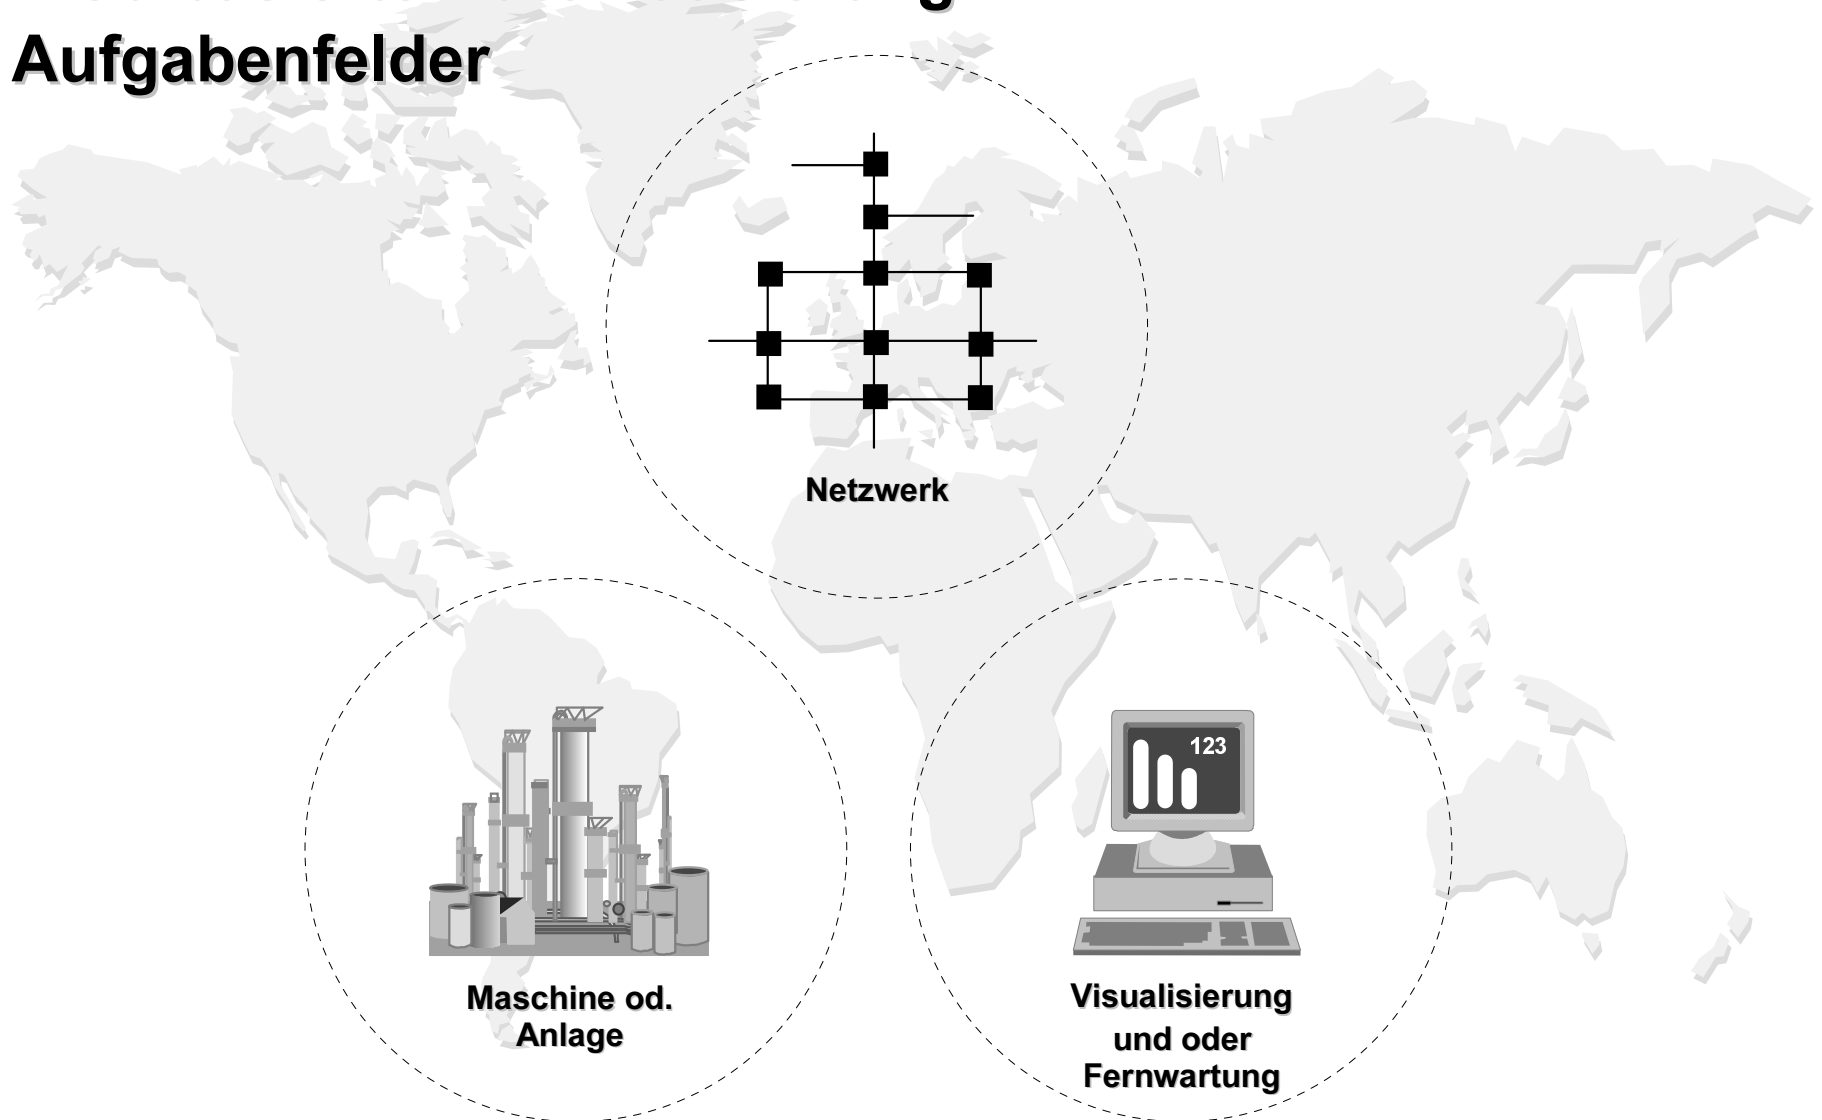 Aufgabenfelder
Netzwerk
123
Maschine od.
Anlage
Visualisierung
und oder
Fernwartung